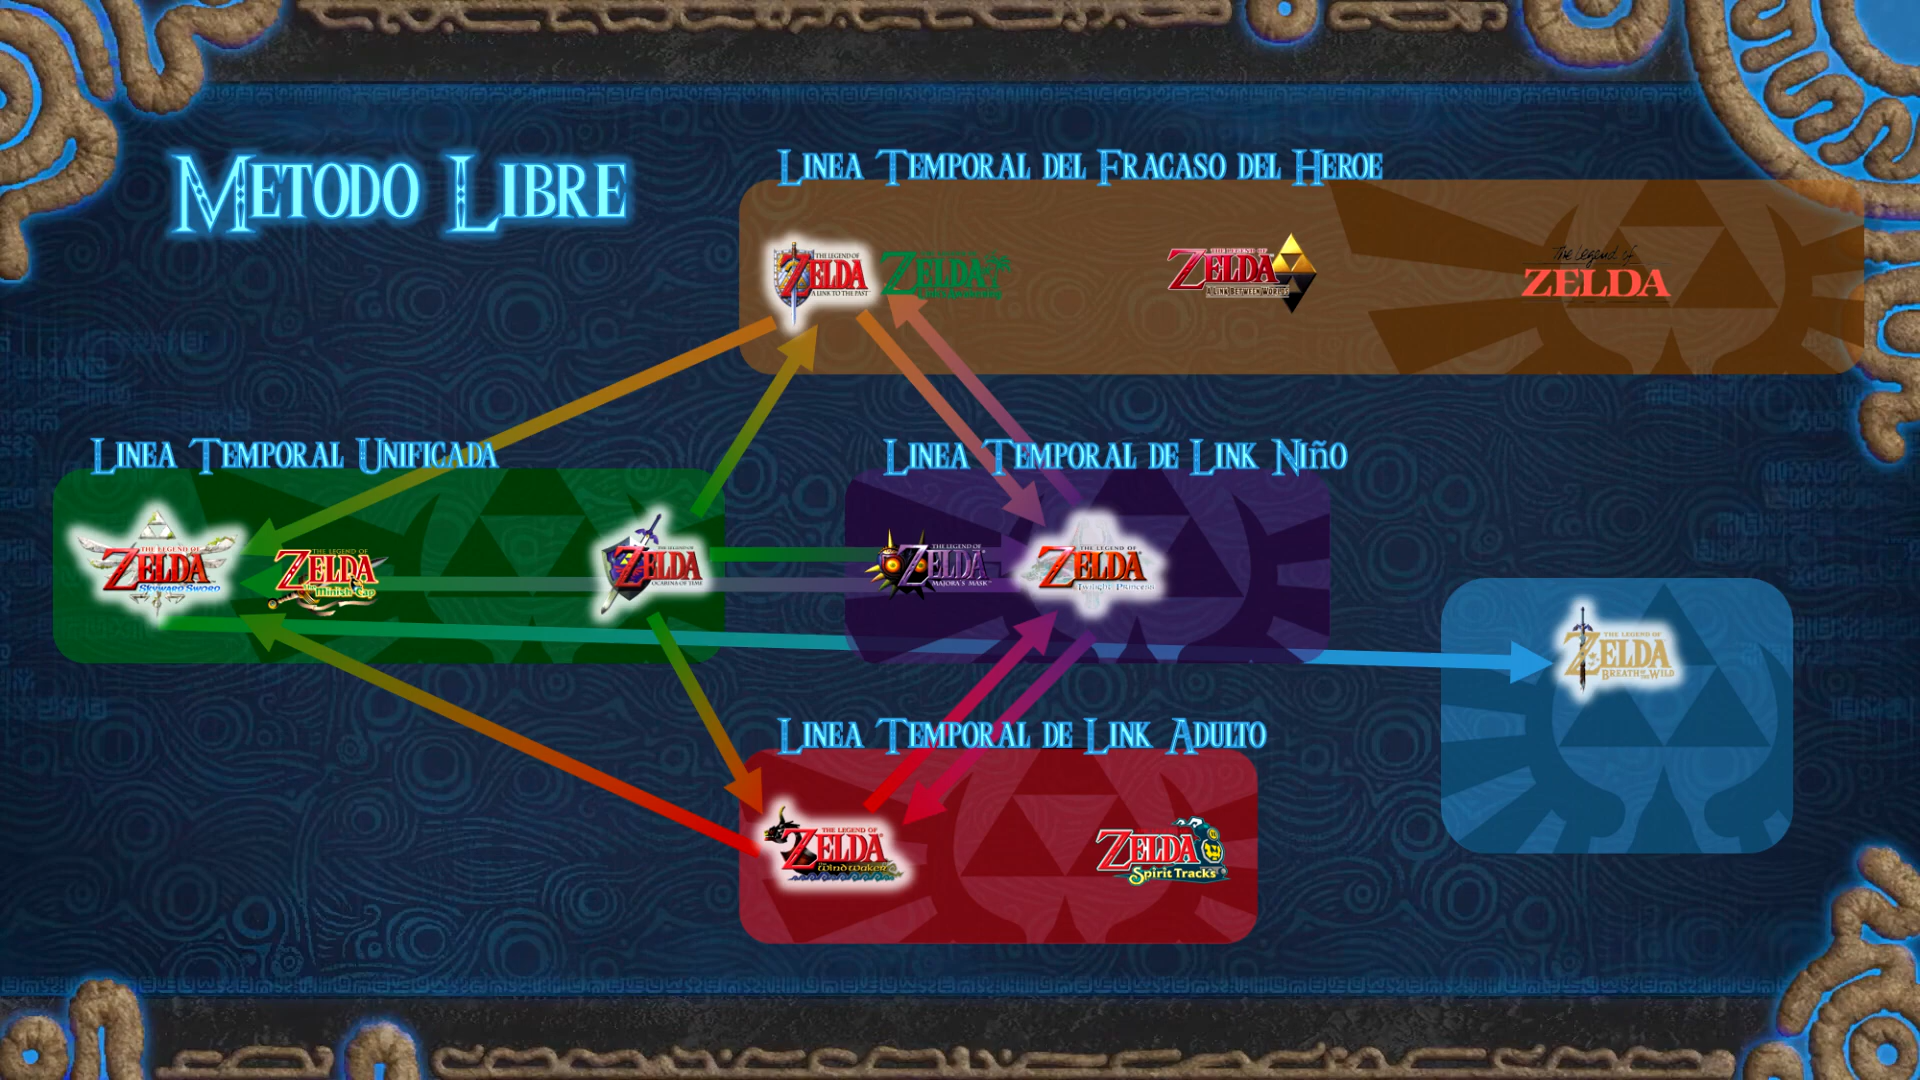 Metodo Libre
Linea Temporal del Fracaso del Heroe
THE LEGEND OF
ZELDA
A LINK TO THE PAST
ZELDA
Link's Awakening
THE LEGEND OF
ZELDA
A LINK BETWEEN WORLDS
The Legend of
ZELDA
Linea Temporal Unificada
THE LEGEND OF
ZELDA
SKYWARD SWORD
THE LEGEND OF
ZELDA
The Minish Cap
THE LEGEND OF
ZELDA
OCARINA OF TIME
Linea Temporal de Link Niño
THE LEGEND OF
ZELDA
MAJORA'S MASK
THE LEGEND OF
ZELDA
Twilight Princess
THE LEGEND OF
ZELDA
BREATH OF THE WILD
Linea Temporal de Link Adulto
THE LEGEND OF
ZELDA
The Wind Waker
ZELDA
Spirit Tracks